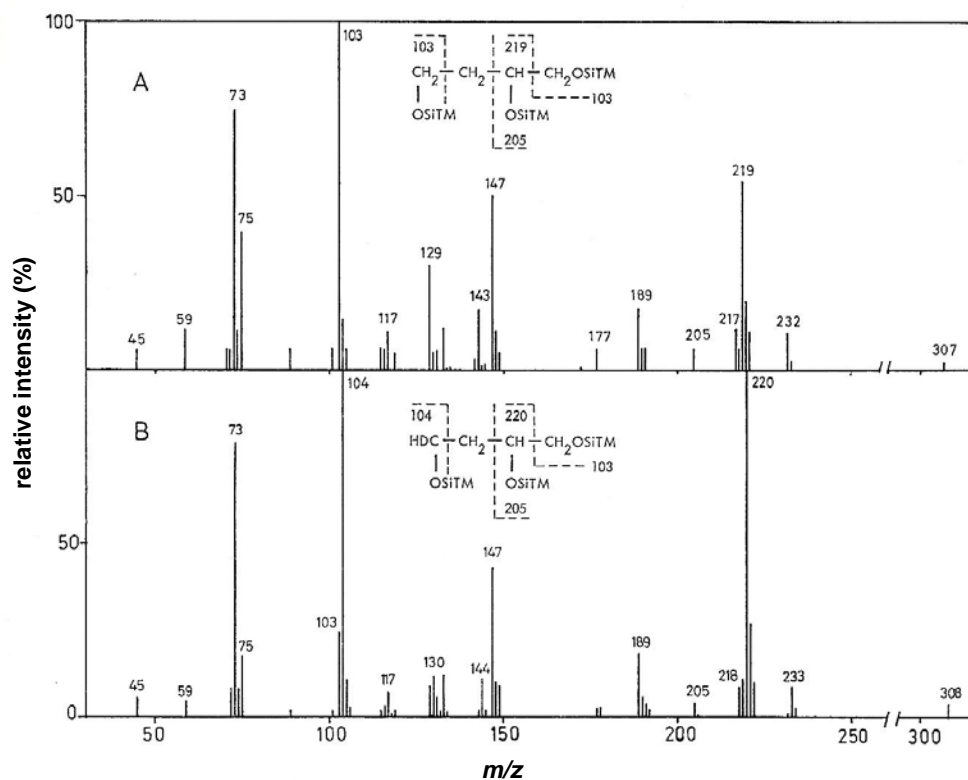 relative intensity (%)
100
50
A
103
103 219
CH2 CH2 CH CH2OSiTM
103
OSiTM OSiTM
205
45 59 73 75 117 129 143 147 177 189 205 217 219 232 307
50
0
B
104
220
104 220
HDC CH2 CH CH2OSiTM
103
OSiTM OSiTM
205
45 59 73 75 103 117 130 144 147 189 205 218 233 308
50 100 150 200 250 300
m/z